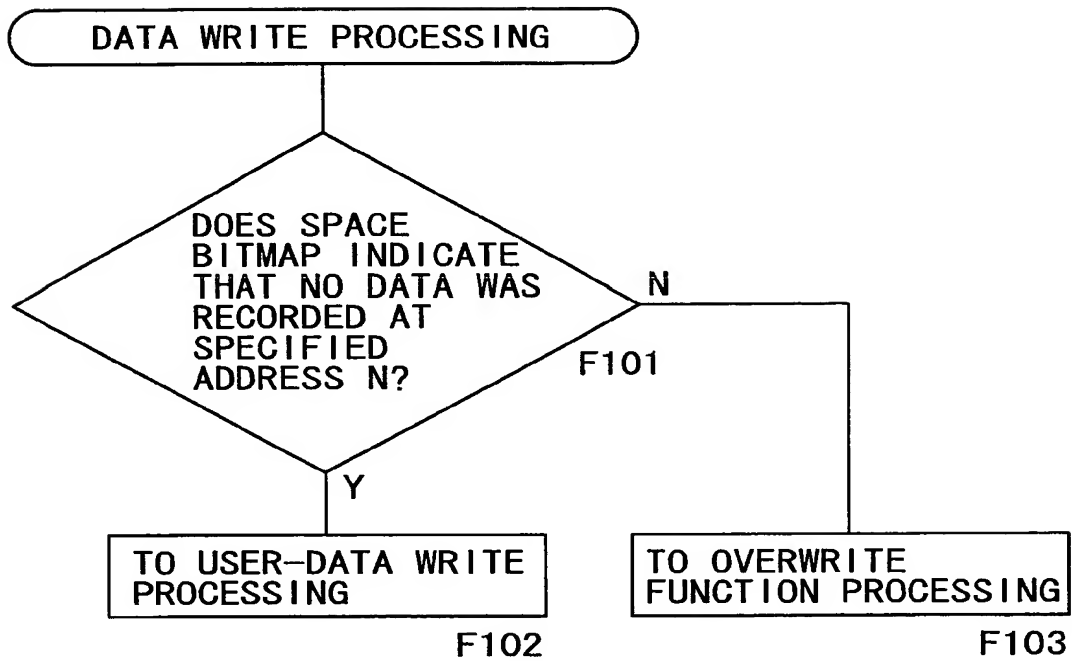 DATA WRITE PROCESSING
DOES SPACE
BITMAP INDICATE
THAT NO DATA WAS
RECORDED AT
SPECIFIED
ADDRESS N?
N
F101
Y
TO USER-DATA WRITE
PROCESSING
F102
TO OVERWRITE
FUNCTION PROCESSING
F103